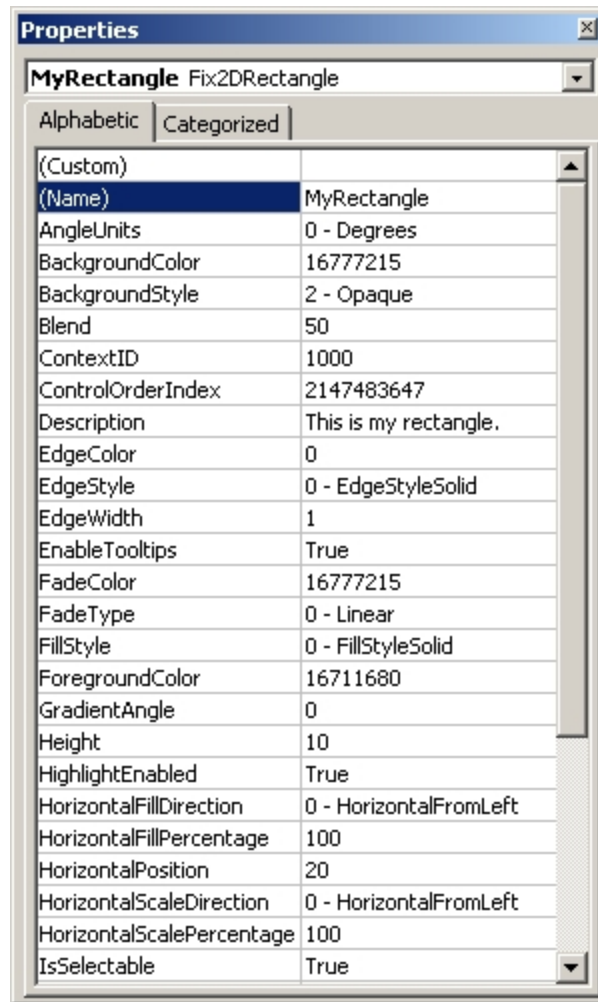 Properties
MyRectangle Fix2DRectangle
Alphabetic Categorized
(Custom)
(Name) MyRectangle
AngleUnits 0 - Degrees
BackgroundColor 16777215
BackgroundStyle 2 - Opaque
Blend 50
ContextID 1000
ControlOrderIndex 2147483647
Description This is my rectangle.
EdgeColor 0
EdgeStyle 0 - EdgeStyleSolid
EdgeWidth 1
EnableTooltips True
FadeColor 16777215
FadeType 0 - Linear
FillStyle 0 - FillStyleSolid
ForegroundColor 16711680
GradientAngle 0
Height 10
HighlightEnabled True
HorizontalFillDirection 0 - HorizontalFromLeft
HorizontalFillPercentage 100
HorizontalPosition 20
HorizontalScaleDirection 0 - HorizontalFromLeft
HorizontalScalePercentage 100
IsSelectable True